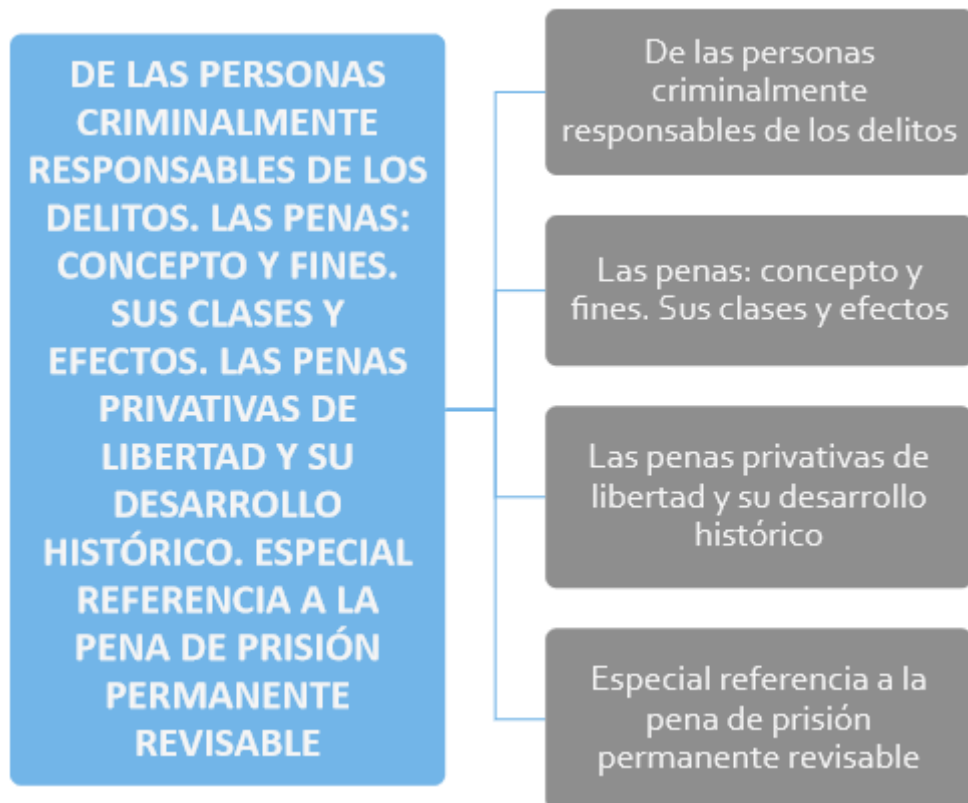 DE LAS PERSONAS
CRIMINALMENTE
RESPONSABLES DE LOS
DELITOS. LAS PENAS:
CONCEPTO Y FINES.
SUS CLASES Y
EFECTOS. LAS PENAS
PRIVATIVAS DE
LIBERTAD Y SU
DESARROLLO
HISTÓRICO. ESPECIAL
REFERENCIA A LA
PENA DE PRISIÓN
PERMANENTE
REVISABLE
De las personas
criminalmente
responsables de los delitos
Las penas: concepto y
fines. Sus clases y efectos
Las penas privativas de
libertad y su desarrollo
histórico
Especial referencia a la
pena de prisión
permanente revisable